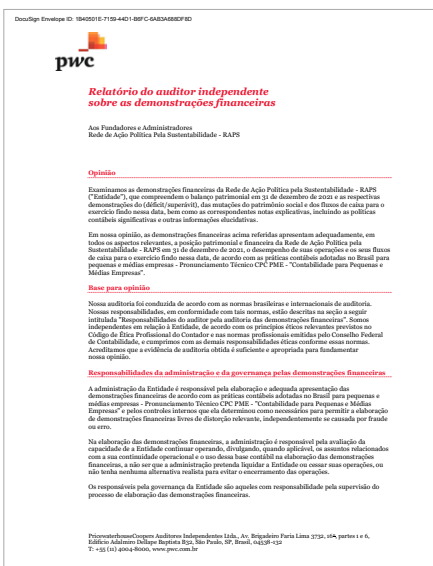 DocuSign Envelope ID: 1B40501E-7159-44D1-B6FC-6AB3A688DF8D
pwc
Relatório do auditor independente
sobre as demonstrações financeiras
Aos Fundadores e Administradores
Rede de Ação Política Pela Sustentabilidade - RAPS
Opinião
Examinamos as demonstrações financeiras da Rede de Ação Política pela Sustentabilidade - RAPS
("Entidade"), que compreendem o balanço patrimonial em 31 de dezembro de 2021 e as respectivas
demonstrações do (déficit/superávit), das mutações do patrimônio social e dos fluxos de caixa para o
exercício findo nessa data, bem como as correspondentes notas explicativas, incluindo as políticas
contábeis significativas e outras informações elucidativas.
Em nossa opinião, as demonstrações financeiras acima referidas apresentam adequadamente, em
todos os aspectos relevantes, a posição patrimonial e financeira da Rede de Ação Política pela
Sustentabilidade - RAPS em 31 de dezembro de 2021, o desempenho de suas operações e os seus fluxos
de caixa para o exercício findo nessa data, de acordo com as práticas contábeis adotadas no Brasil para
pequenas e médias empresas - Pronunciamento Técnico CPC PME - "Contabilidade para Pequenas e
Médias Empresas".
Base para opinião
Nossa auditoria foi conduzida de acordo com as normas brasileiras e internacionais de auditoria.
Nossas responsabilidades, em conformidade com tais normas, estão descritas na seção a seguir
intitulada "Responsabilidades do auditor pela auditoria das demonstrações financeiras". Somos
independentes em relação à Entidade, de acordo com os princípios éticos relevantes previstos no
Código de Ética Profissional do Contador e nas normas profissionais emitidas pelo Conselho Federal
de Contabilidade, e cumprimos com as demais responsabilidades éticas conforme essas normas.
Acreditamos que a evidência de auditoria obtida é suficiente e apropriada para fundamentar
nossa opinião.
Responsabilidades da administração e da governança pelas demonstrações financeiras
A administração da Entidade é responsável pela elaboração e adequada apresentação das
demonstrações financeiras de acordo com as práticas contábeis adotadas no Brasil para pequenas e
médias empresas - Pronunciamento Técnico CPC PME - "Contabilidade para Pequenas e Médias
Empresas" e pelos controles internos que ela determinou como necessários para permitir a elaboração
de demonstrações financeiras livres de distorção relevante, independentemente se causada por fraude
ou erro.
Na elaboração das demonstrações financeiras, a administração é responsável pela avaliação da
capacidade de a Entidade continuar operando, divulgando, quando aplicável, os assuntos relacionados
com a sua continuidade operacional e o uso dessa base contábil na elaboração das demonstrações
financeiras, a não ser que a administração pretenda liquidar a Entidade ou cessar suas operações, ou
não tenha nenhuma alternativa realista para evitar o encerramento das operações.
Os responsáveis pela governança da Entidade são aqueles com responsabilidade pela supervisão do
processo de elaboração das demonstrações financeiras.
PricewaterhouseCoopers Auditores Independentes Ltda., Av. Brigadeiro Faria Lima 3732, 16º, partes 1 e 6,
Edifício Adalmiro Dellape Baptista B32, São Paulo, SP, Brasil, 04538-132
T: +55 (11) 4004-8000, www.pwc.com.br